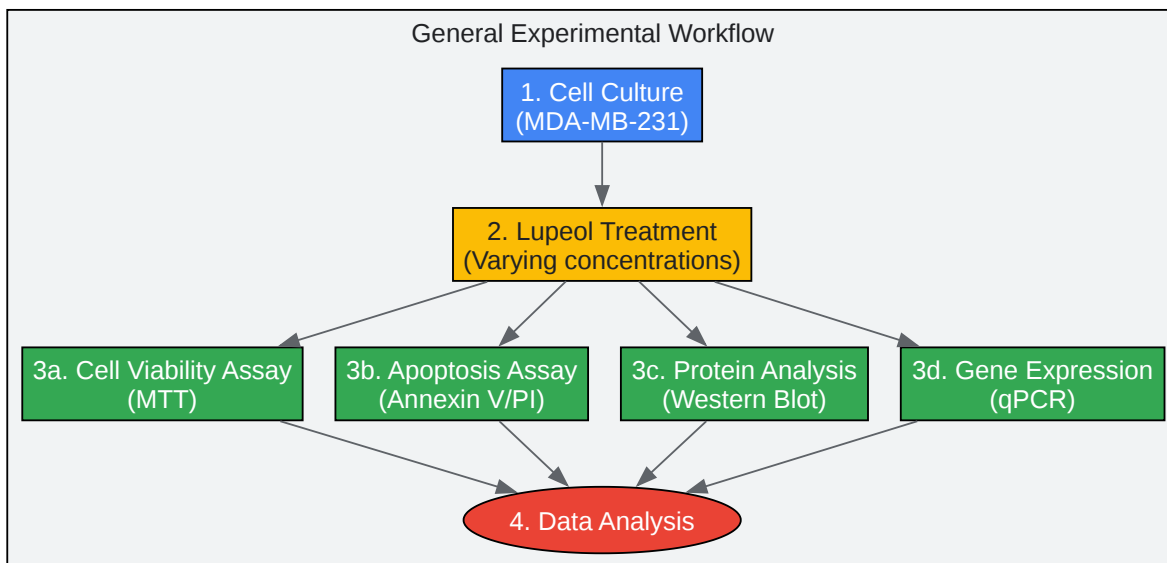 General Experimental Workflow
1. Cell Culture
(MDA-MB-231)
2. Lupeol Treatment
(Varying concentrations)
3a. Cell Viability Assay
(MTT)
3b. Apoptosis Assay
(Annexin V/PI)
3c. Protein Analysis
(Western Blot)
3d. Gene Expression
(qPCR)
4. Data Analysis